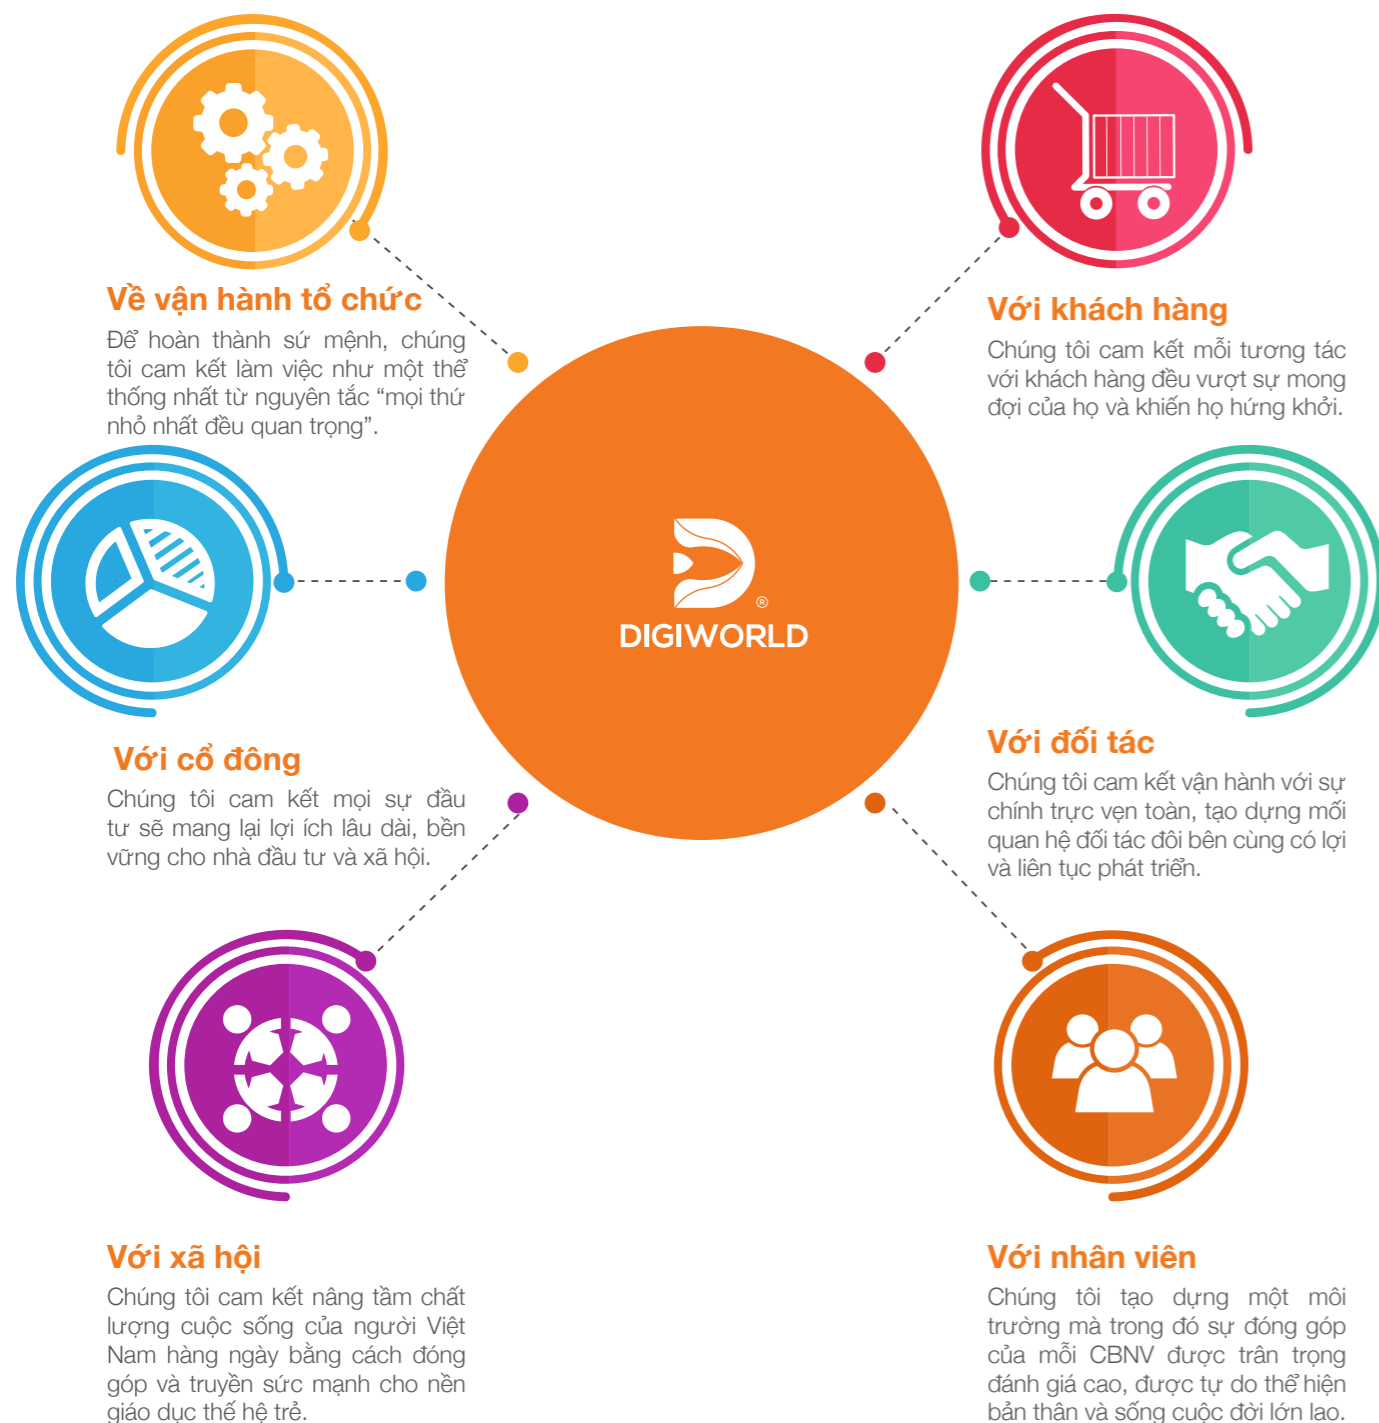 Về vận hành tổ chức
Để hoàn thành sứ mệnh, chúng
tôi cam kết làm việc như một thể
thống nhất từ nguyên tắc “mọi thứ
nhỏ nhất đều quan trọng”.
Với khách hàng
Chúng tôi cam kết mỗi tương tác
với khách hàng đều vượt sự mong
đợi của họ và khiến họ hứng khởi.
®
DIGIWORLD
Với cổ đông
Chúng tôi cam kết mọi sự đầu
tư sẽ mang lại lợi ích lâu dài, bền
vững cho nhà đầu tư và xã hội.
Với đối tác
Chúng tôi cam kết vận hành với sự
chính trực vẹn toàn, tạo dựng mối
quan hệ đối tác đôi bên cùng có lợi
và liên tục phát triển.
Với xã hội
Chúng tôi cam kết nâng tầm chất
lượng cuộc sống của người Việt
Nam hàng ngày bằng cách đóng
góp và truyền sức mạnh cho nền
giáo dục thế hệ trẻ.
Với nhân viên
Chúng tôi tạo dựng một môi
trường mà trong đó sự đóng góp
của mỗi CBNV được trân trọng
đánh giá cao, được tự do thể hiện
bản thân và sống cuộc đời lớn lao.